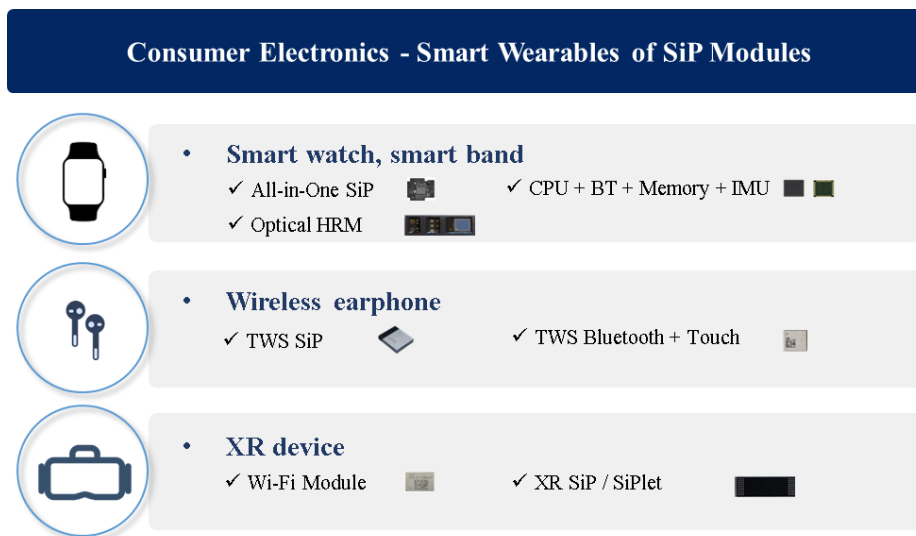 Consumer Electronics - Smart Wearables of SiP Modules
• Smart watch, smart band
✓ All-in-One SiP ✓ CPU + BT + Memory + IMU
✓ Optical HRM
• Wireless earphone
✓ TWS SiP ✓ TWS Bluetooth + Touch
• XR device
✓ Wi-Fi Module ✓ XR SiP / SiPlet